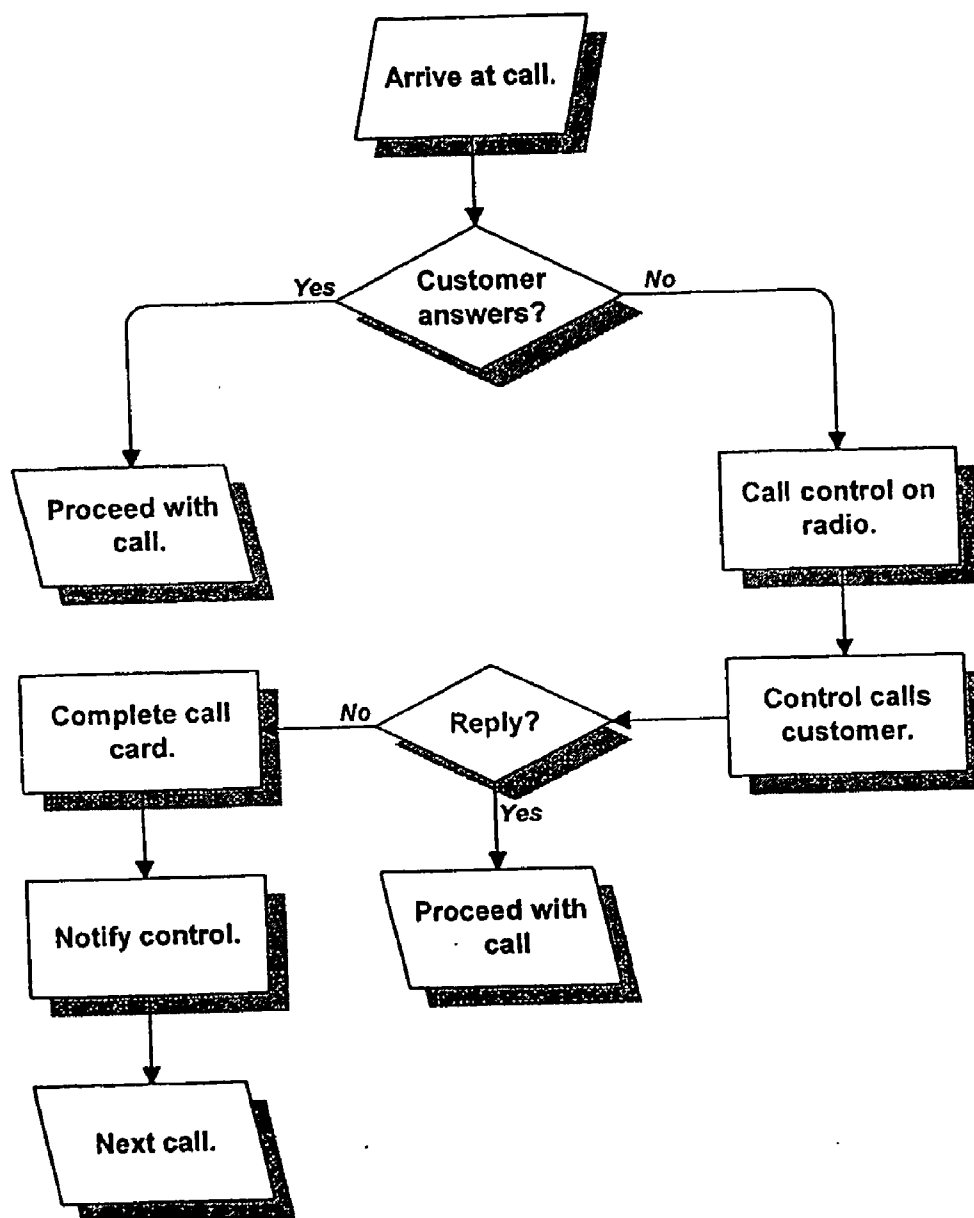 Arrive at call.
Customer
answers?
Yes
No
Proceed with
call.
Call control on
radio.
Control calls
customer.
Reply?
No
Yes
Complete call
card.
Proceed with
call
Notify control.
Next call.